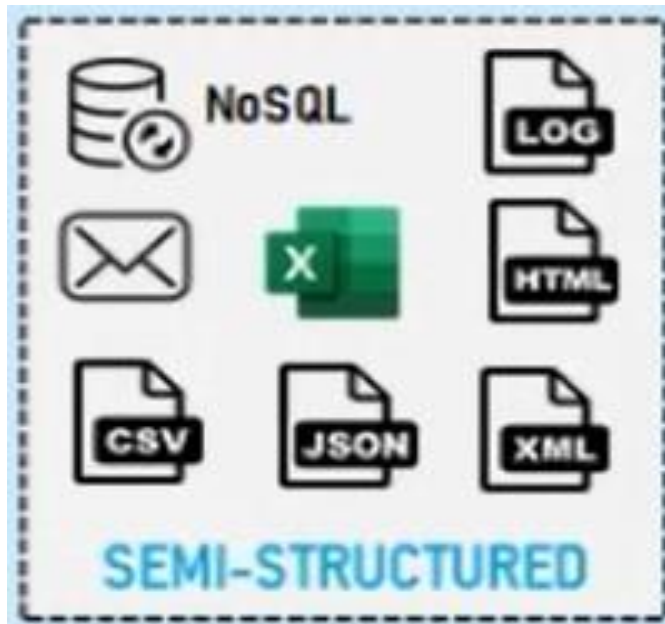 NoSQL
LOG
X
HTML
CSV
JSON
XML
SEMI-STRUCTURED